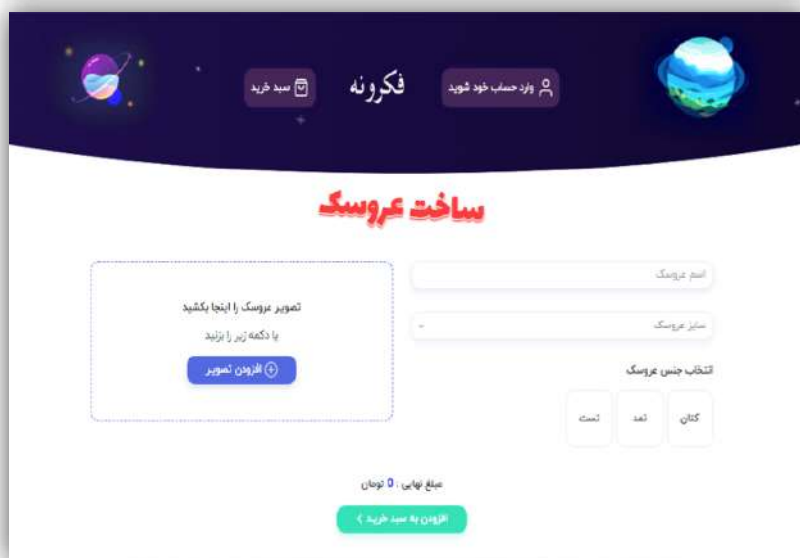 وارد حساب خود شوید
فکرونه
سبد خرید
ساخت عروسک
اسم عروسک
سایز عروسک
انتخاب جنس عروسک
کتان
نمد
تست
تصویر عروسک را اینجا بکشید
یا دکمه زیر را بزنید
افزودن تصویر
مبلغ نهایی : 0 تومان
افزودن به سبد خرید